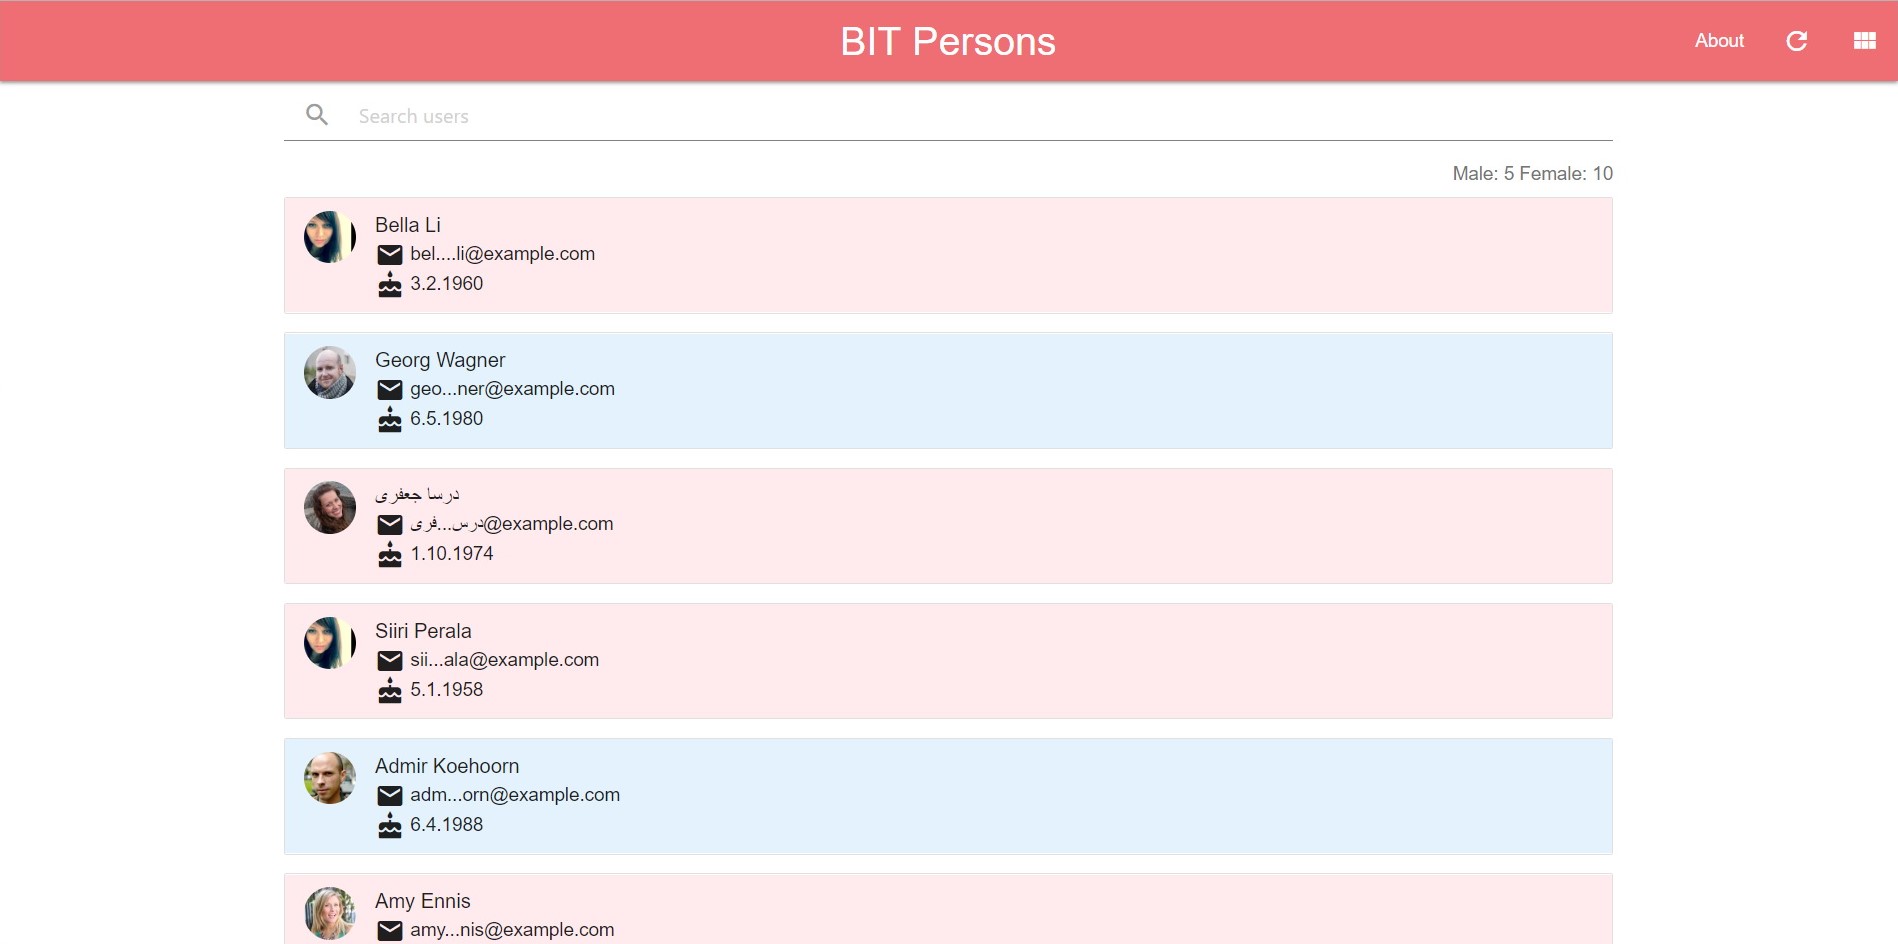 BIT Persons
About
Search users
Male: 5 Female: 10
Bella Li
bel....li@example.com
3.2.1960
Georg Wagner
geo...ner@example.com
6.5.1980
درسا جعفری
درس...فری@example.com
1.10.1974
Siiri Perala
sii...ala@example.com
5.1.1958
Admir Koehoorn
adm...orn@example.com
6.4.1988
Amy Ennis
amy...nis@example.com